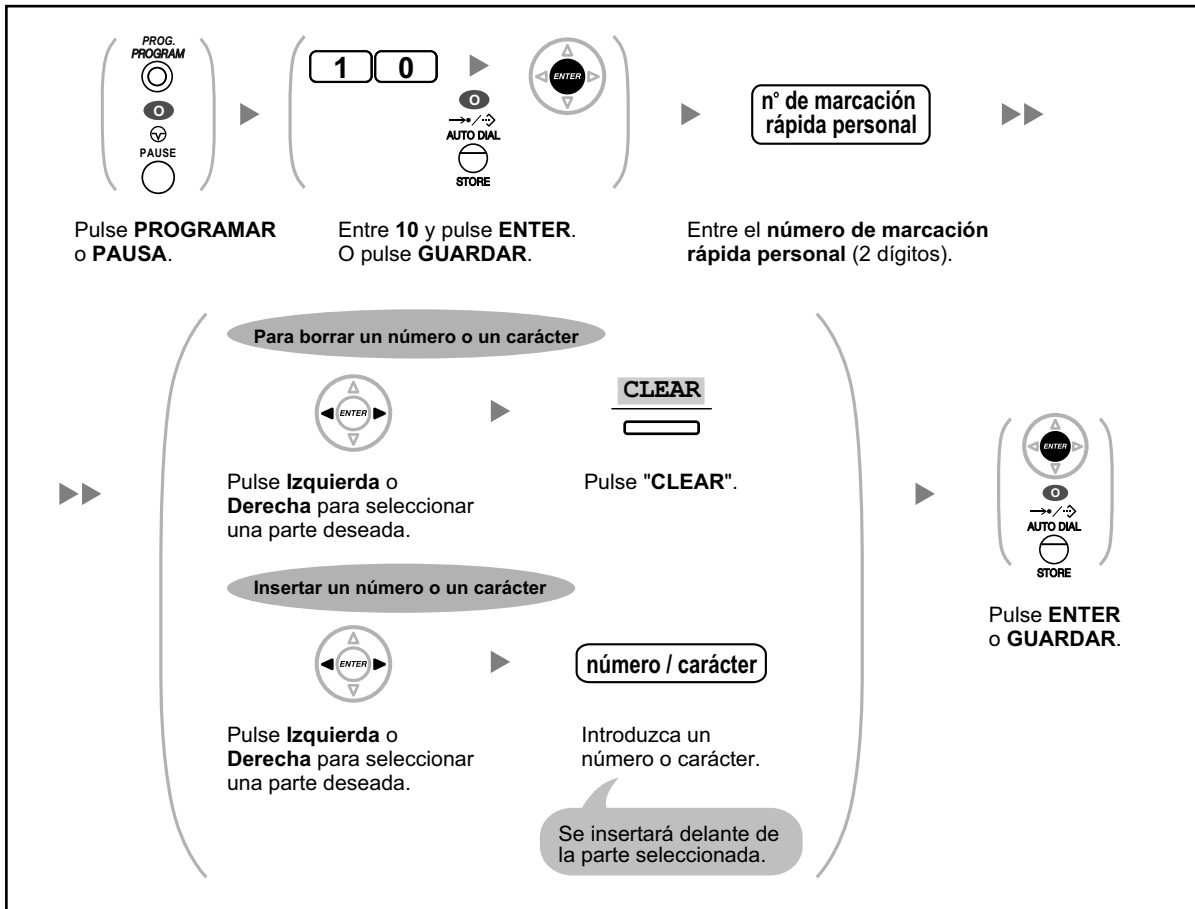 PROG.
PROGRAM
O
PAUSE
1 0
O
AUTO DIAL
STORE
ENTER
n° de marcación
rápida personal
Pulse PROGRAMAR
o PAUSA.
Entre 10 y pulse ENTER.
O pulse GUARDAR.
Entre el número de marcación
rápida personal (2 dígitos).
Para borrar un número o un carácter
ENTER
CLEAR
Pulse Izquierda o
Derecha para seleccionar
una parte deseada.
Pulse "CLEAR".
Insertar un número o un carácter
ENTER
número / carácter
Pulse Izquierda o
Derecha para seleccionar
una parte deseada.
Introduzca un
número o carácter.
Se insertará delante de
la parte seleccionada.
ENTER
O
AUTO DIAL
STORE
Pulse ENTER
o GUARDAR.